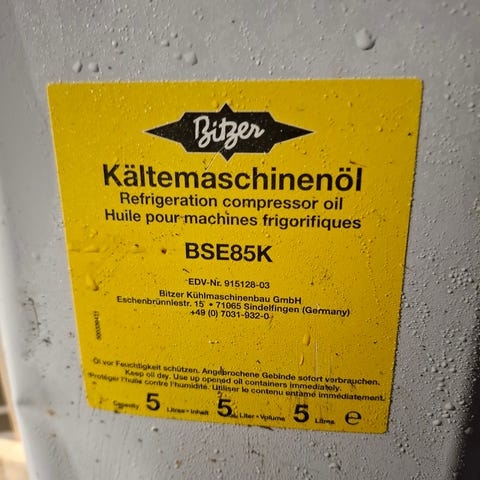 Bitzer
Kältemaschinenöl
Refrigeration compressor oil
Huile pour machines frigorifiques
BSE85K
EDV-Nr. 915128-03
Bitzer Kühlmaschinenbau GmbH
Eschenbrünnlestr. 15 • 71065 Sindelfingen (Germany)
+49 (0) 7031-932-0
Öl vor Feuchtigkeit schützen. Angebrochene Gebinde sofort verbrauchen.
Keep oil dry. Use up opened oil containers immediately.
Protéger l'huile contre l'humidité. Utiliser le contenu entamé immédiatement.
Capacity 5 Litres • Inhalt 5 Liter • Volume 5 Litres e